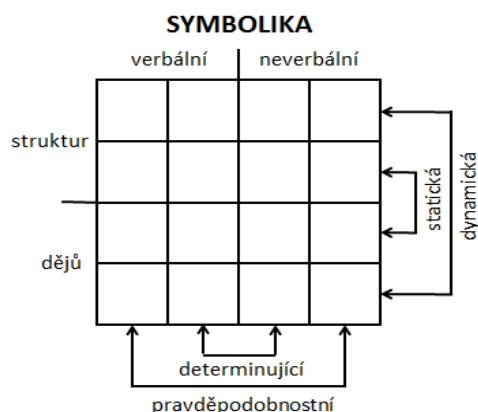 SYMBOLIKA
verbální neverbální
struktur
dějů
statická
dynamická
determinující
pravděpodobnostní